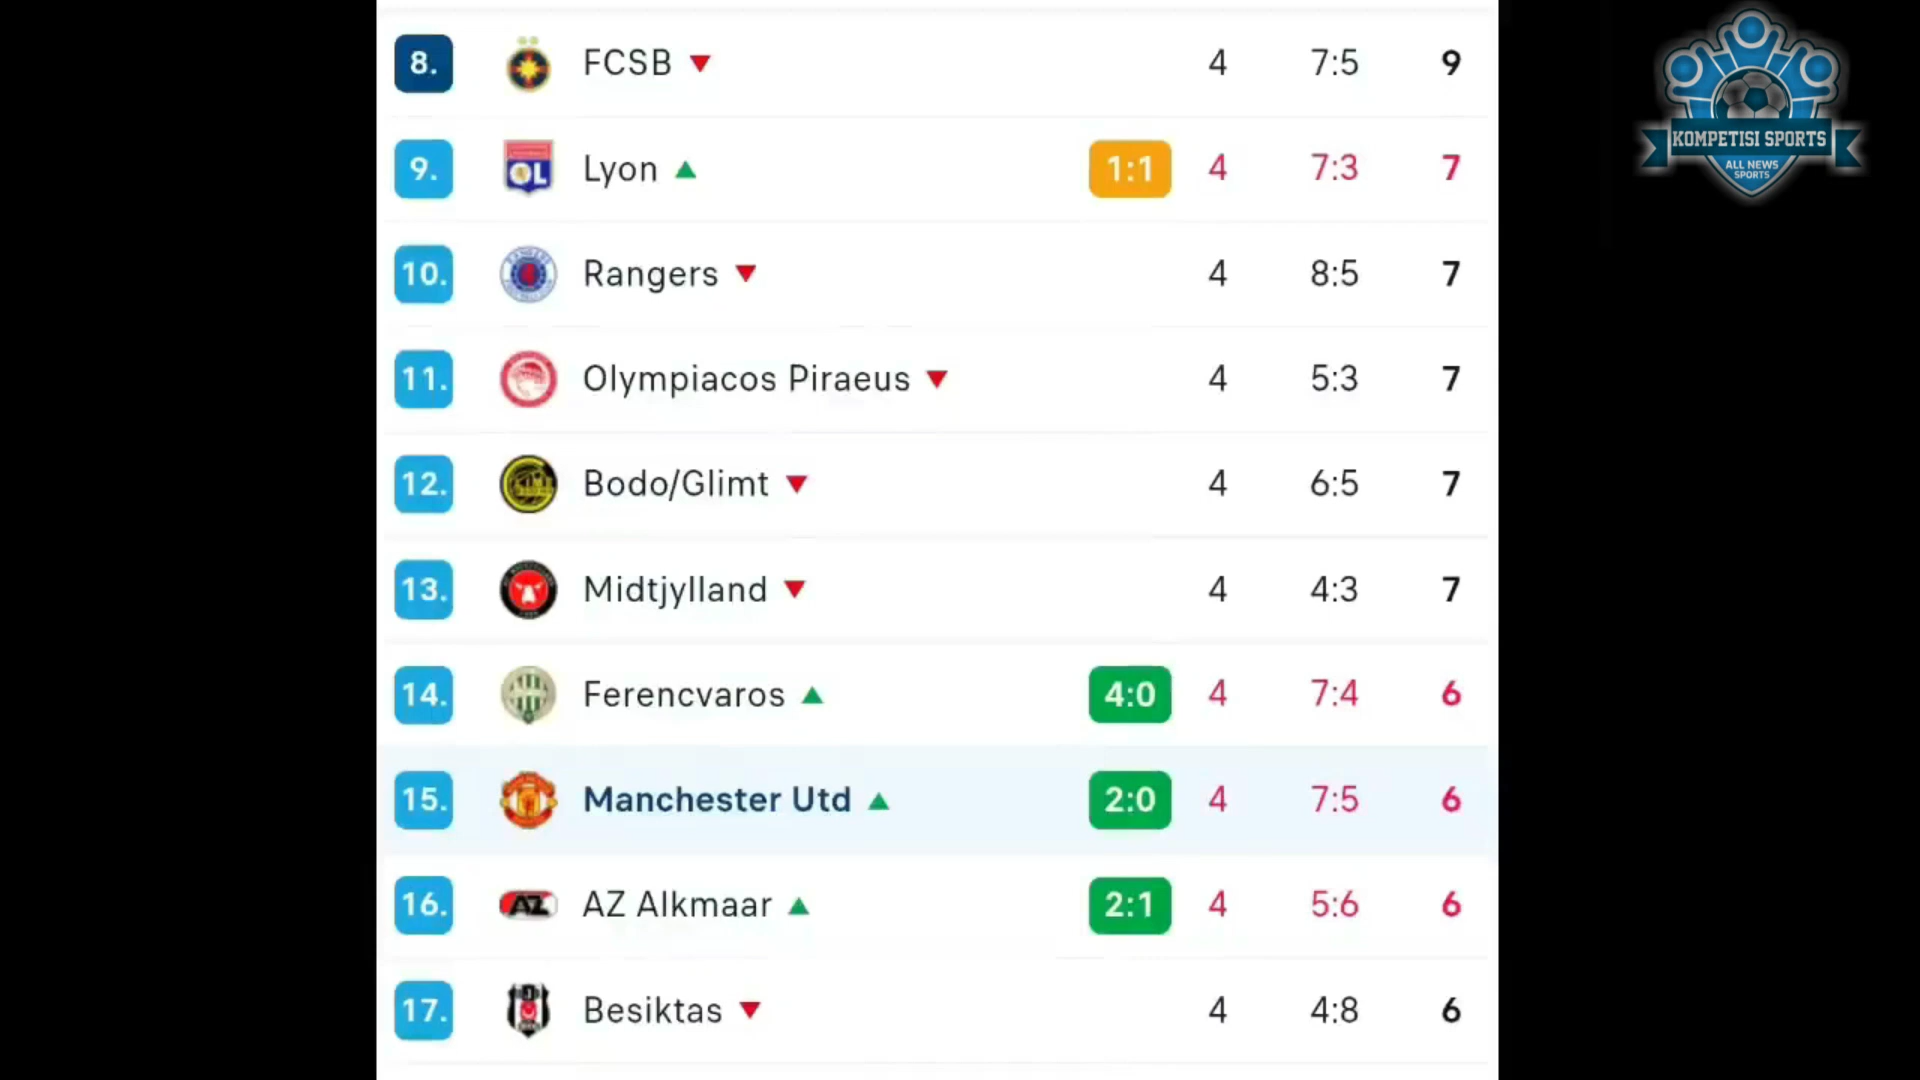 8. FCSB 4 7:5 9
9. OL Lyon 1:1 4 7:3 7
10. Rangers 4 8:5 7
11. Olympiacos Piraeus 4 5:3 7
12. Bodo/Glimt 4 6:5 7
13. Midtjylland 4 4:3 7
14. Ferencvaros 4:0 4 7:4 6
15. Manchester Utd 2:0 4 7:5 6
16. AZ AZ Alkmaar 2:1 4 5:6 6
17. Besiktas 4 4:8 6
KOMPETISI SPORTS
ALL NEWS
SPORTS